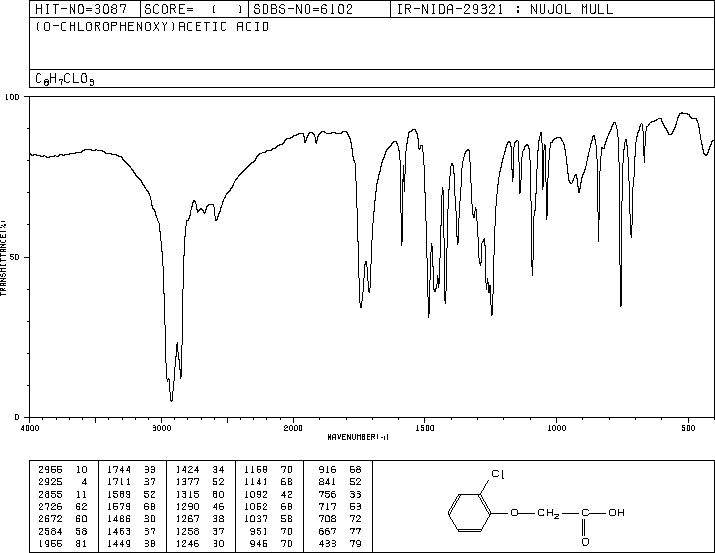 HIT-NO=3087 SCORE= ( ) SDBS-NO=6102 IR-NIDA-29321 : NUJOL MULL
(O-CHLOROPHENOXY)ACETIC ACID
C8H7CLO3
100
50
0
TRANSMITTANCE(%)
4000 3000 2000 1500 1000 500
WAVENUMBER(-1)
2955 10 1744 33 1424 34 1168 70 916 68
2925 4 1711 37 1377 52 1141 68 841 52
2855 11 1589 52 1315 60 1092 42 756 33
2726 62 1579 68 1290 46 1052 68 717 53
2672 60 1486 30 1267 38 1037 58 708 72
2584 58 1463 37 1258 37 951 70 667 77
1955 81 1449 38 1246 30 945 70 433 79
Cl
O CH2 C OH
O